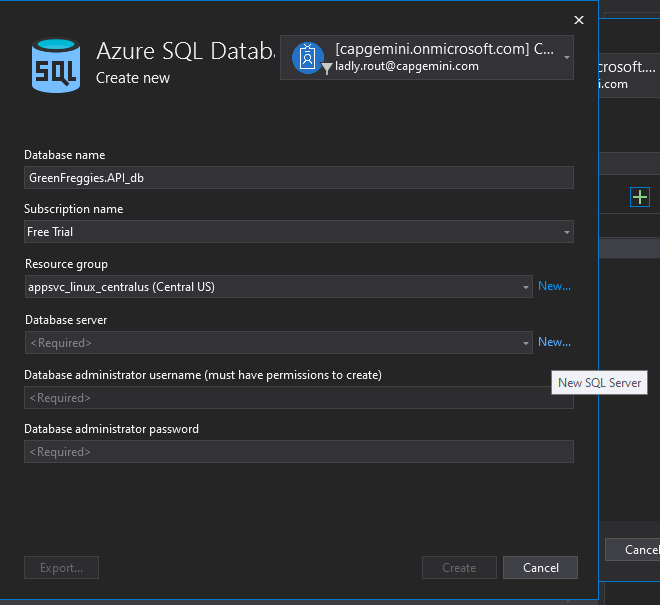 Azure SQL Databa
Create new
[capgemini.onmicrosoft.com] C...
ladly.rout@capgemini.com
crosoft....
i.com
SQL
Database name
GreenFreggies.API_db
Subscription name
Free Trial
Resource group
appsvc_linux_centralus (Central US)
New...
Database server
<Required>
New...
Database administrator username (must have permissions to create)
New SQL Server
<Required>
Database administrator password
<Required>
Export...
Create
Cancel
Cancel